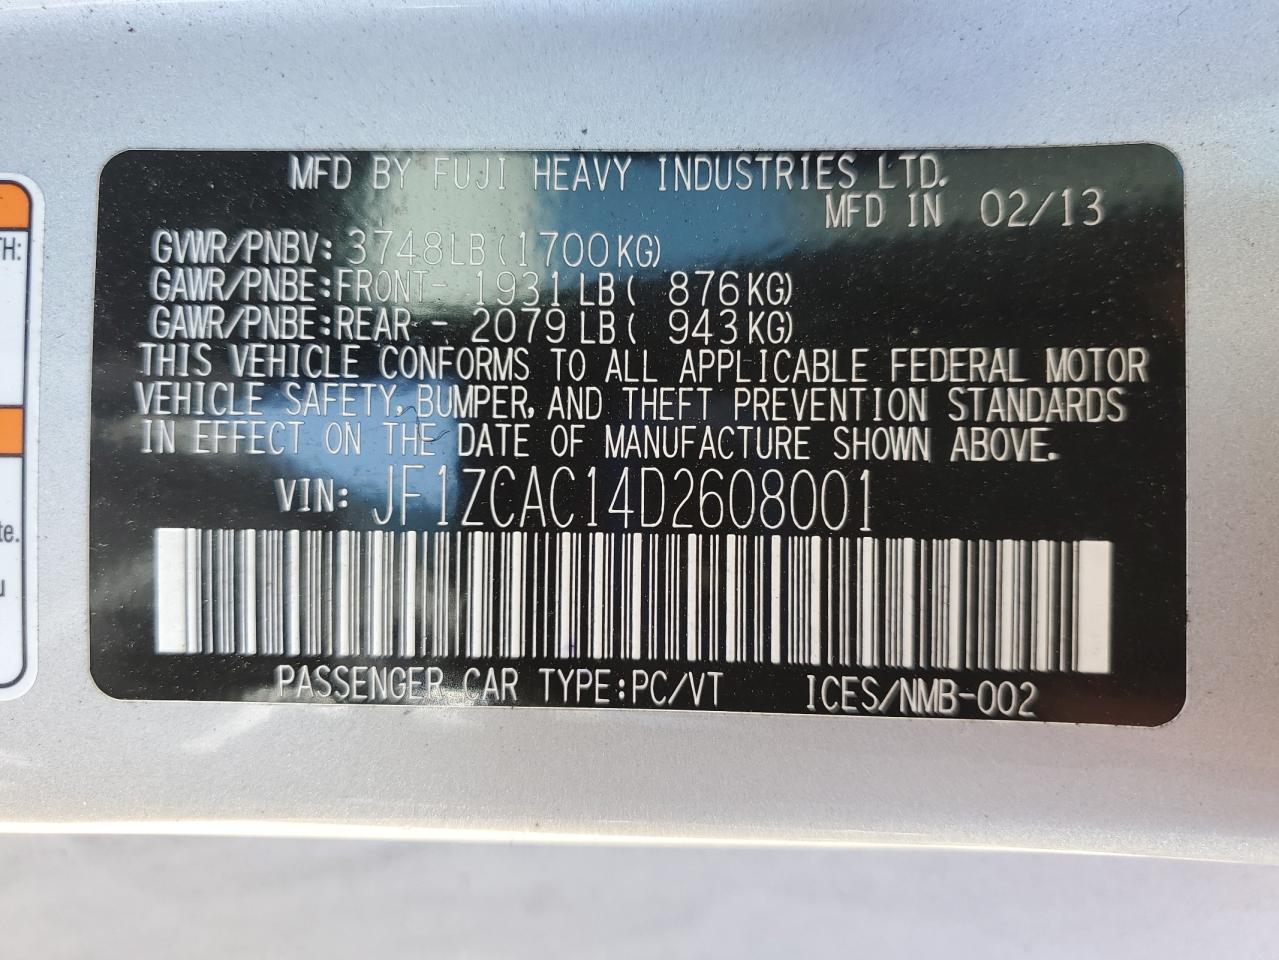 MFD BY FUJI HEAVY INDUSTRIES LTD.
MFD IN 02/13
GVWR/PNBV: 3748LB(1700KG)
GAWR/PNBE:FRONT- 1931LB( 876KG)
GAWR/PNBE:REAR - 2079LB( 943KG)
THIS VEHICLE CONFORMS TO ALL APPLICABLE FEDERAL MOTOR
VEHICLE SAFETY, BUMPER, AND THEFT PREVENTION STANDARDS
IN EFFECT ON THE DATE OF MANUFACTURE SHOWN ABOVE.
VIN: JF1ZCAC14D2608001
PASSENGER CAR TYPE:PC/VT ICES/NMB-002